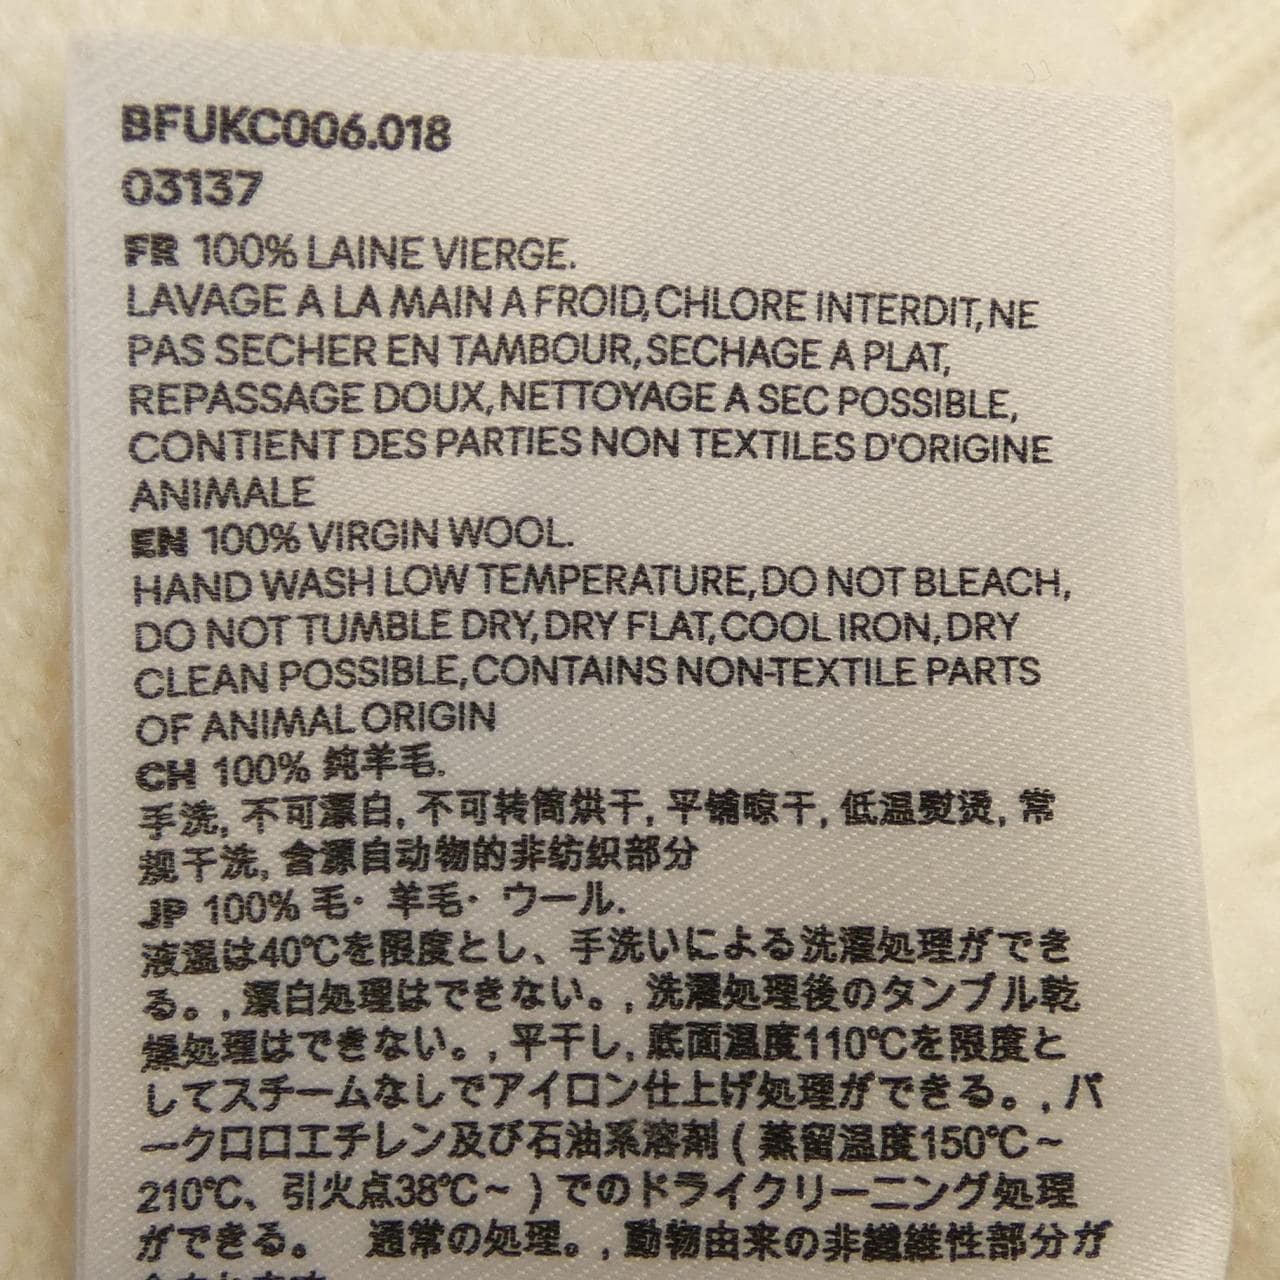 BFUKC006.018
03137
FR 100% LAINE VIERGE.
LAVAGE A LA MAIN A FROID,CHLORE INTERDIT,NE
PAS SECHER EN TAMBOUR,SECHAGE A PLAT,
REPASSAGE DOUX,NETTOYAGE A SEC POSSIBLE,
CONTIENT DES PARTIES NON TEXTILES D'ORIGINE
ANIMALE
EN 100% VIRGIN WOOL.
HAND WASH LOW TEMPERATURE,DO NOT BLEACH,
DO NOT TUMBLE DRY,DRY FLAT,COOL IRON,DRY
CLEAN POSSIBLE,CONTAINS NON-TEXTILE PARTS
OF ANIMAL ORIGIN
CH 100% 纯羊毛.
手洗, 不可漂白, 不可转筒烘干, 平铺晾干, 低温熨烫, 常
规干洗, 含源自动物的非纺织部分
JP 100% 毛・羊毛・ウール.
液温は40℃を限度とし、手洗いによる洗濯処理ができ
る。, 漂白処理はできない。, 洗濯処理後のタンブル乾
燥処理はできない。, 平干し, 底面温度110℃を限度と
してスチームなしでアイロン仕上げ処理ができる。, パ
ークロロエチレン及び石油系溶剤 ( 蒸留温度150℃~
210℃、引火点38℃~ ) でのドライクリーニング処理
ができる。 通常の処理。, 動物由来の非繊維性部分が